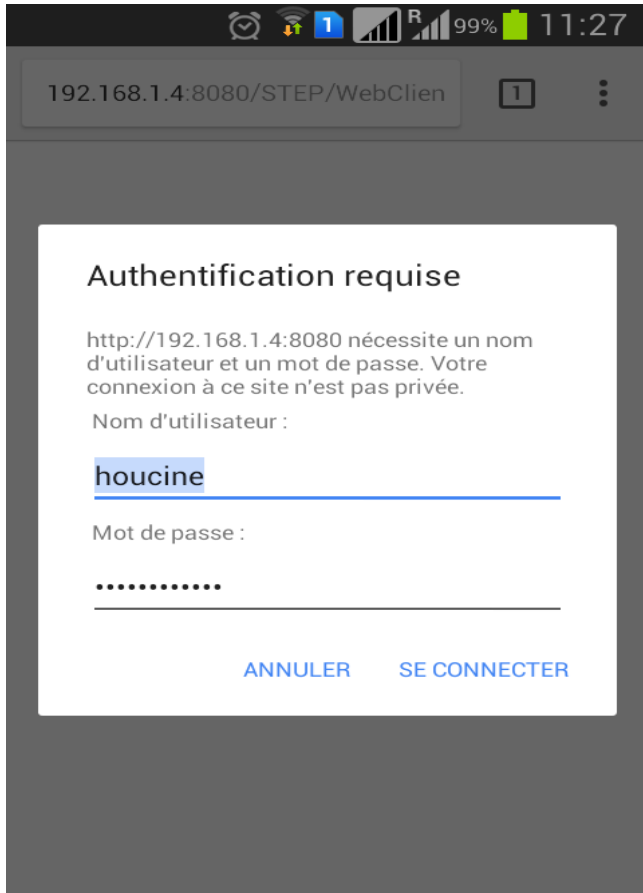 1 R 99% 11:27
192.168.1.4:8080/STEP/WebClien 1
Authentification requise
http://192.168.1.4:8080 nécessite un nom
d'utilisateur et un mot de passe. Votre
connexion à ce site n'est pas privée.
Nom d'utilisateur :
houcine
Mot de passe :
••••••••••••
ANNULER SE CONNECTER